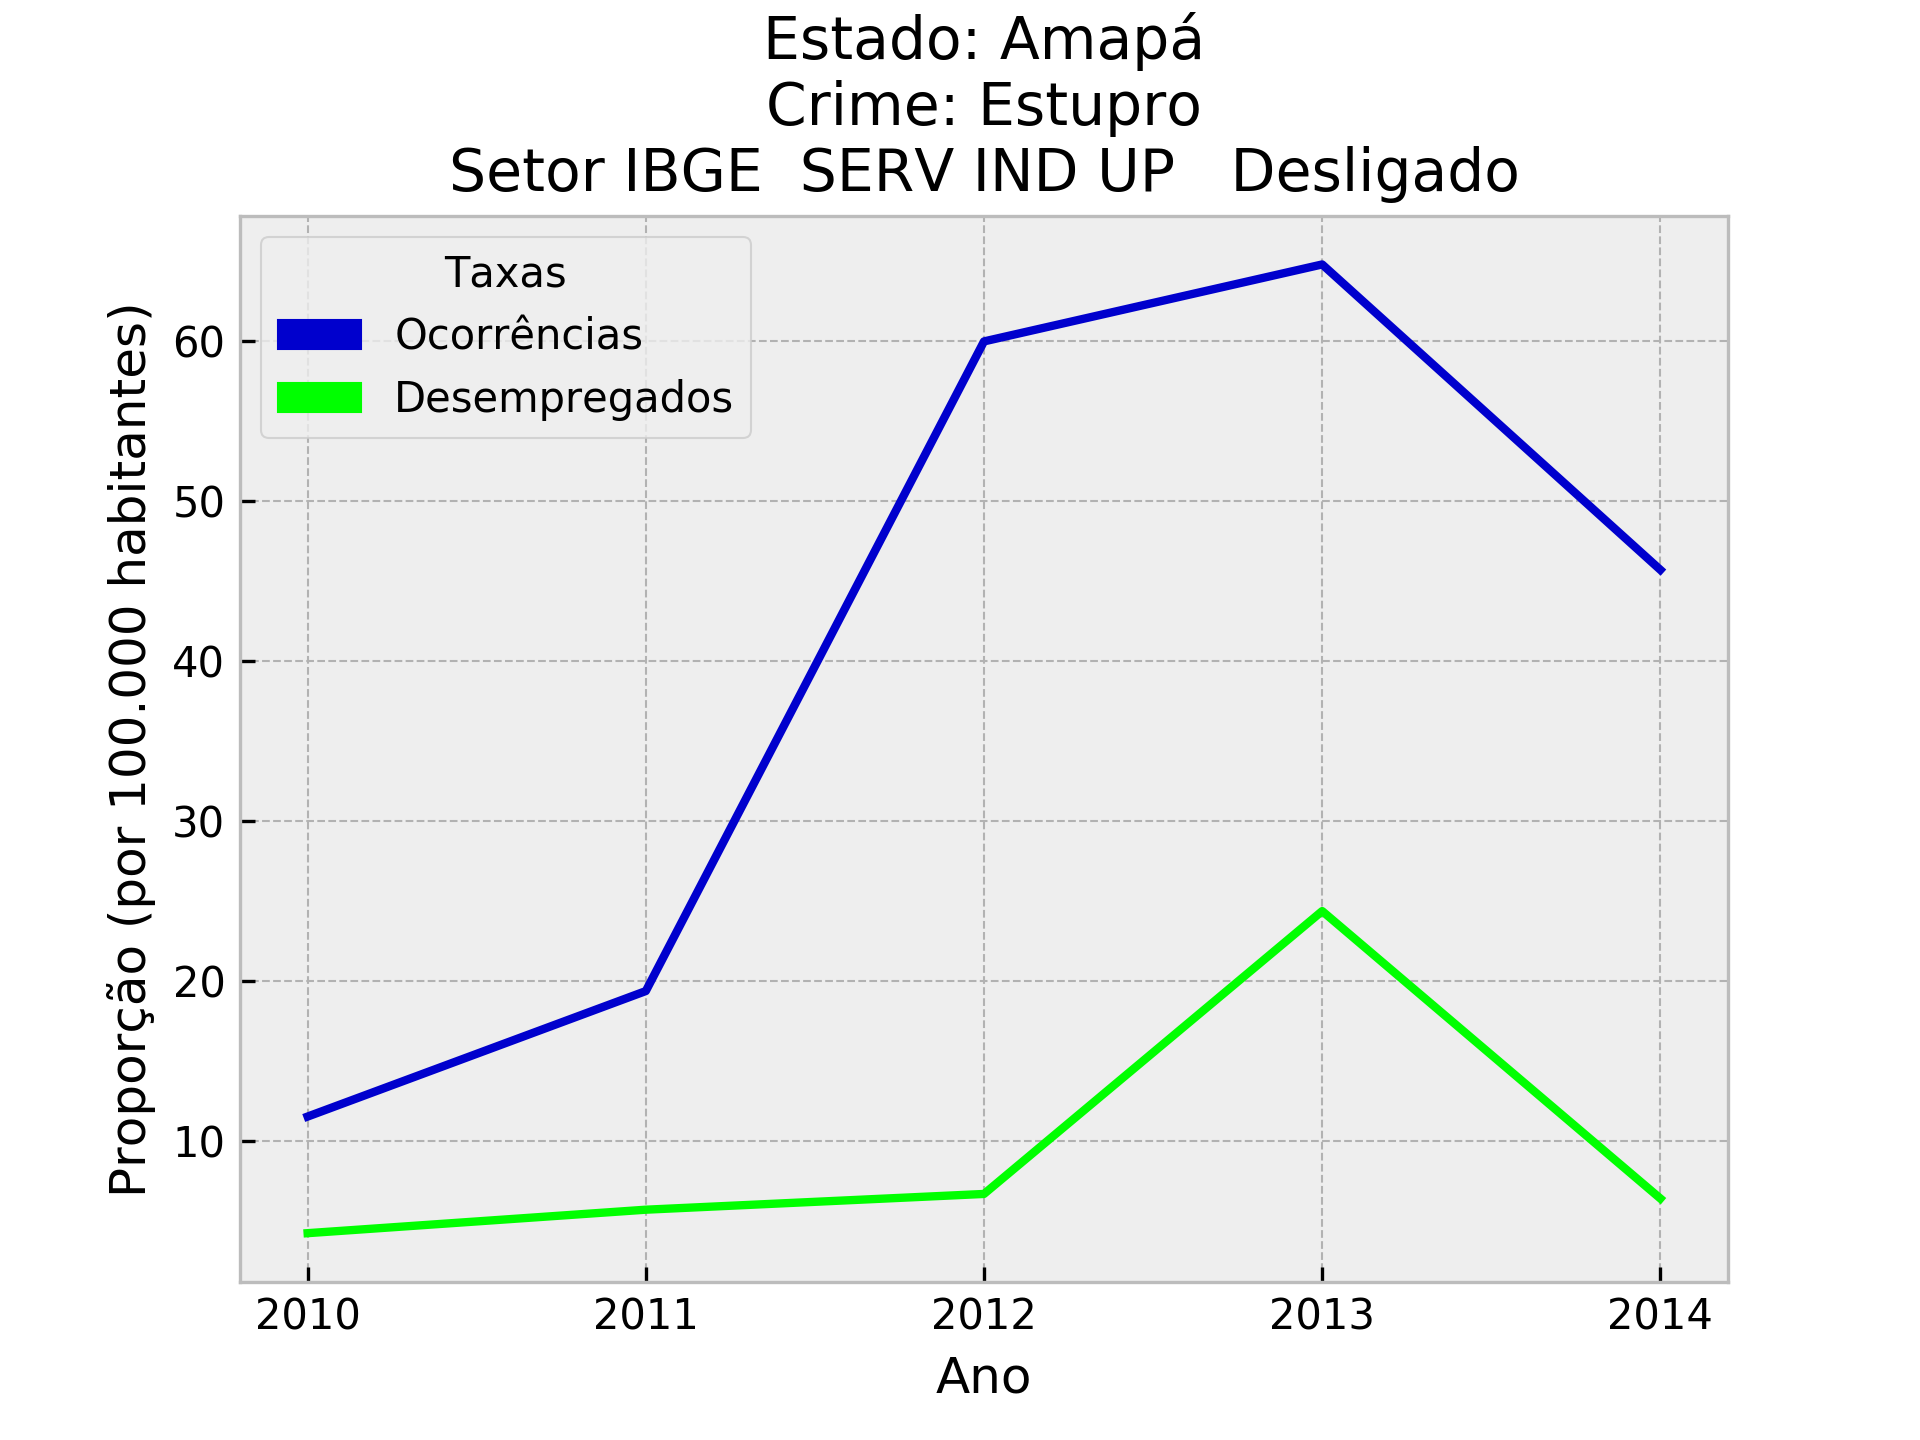 Estado: Amapá
Crime: Estupro
Setor IBGE  SERV IND UP   Desligado
Taxas
Ocorrências
Desempregados
Proporção (por 100.000 habitantes)
60
50
40
30
20
10
2010 2011 2012 2013 2014
Ano